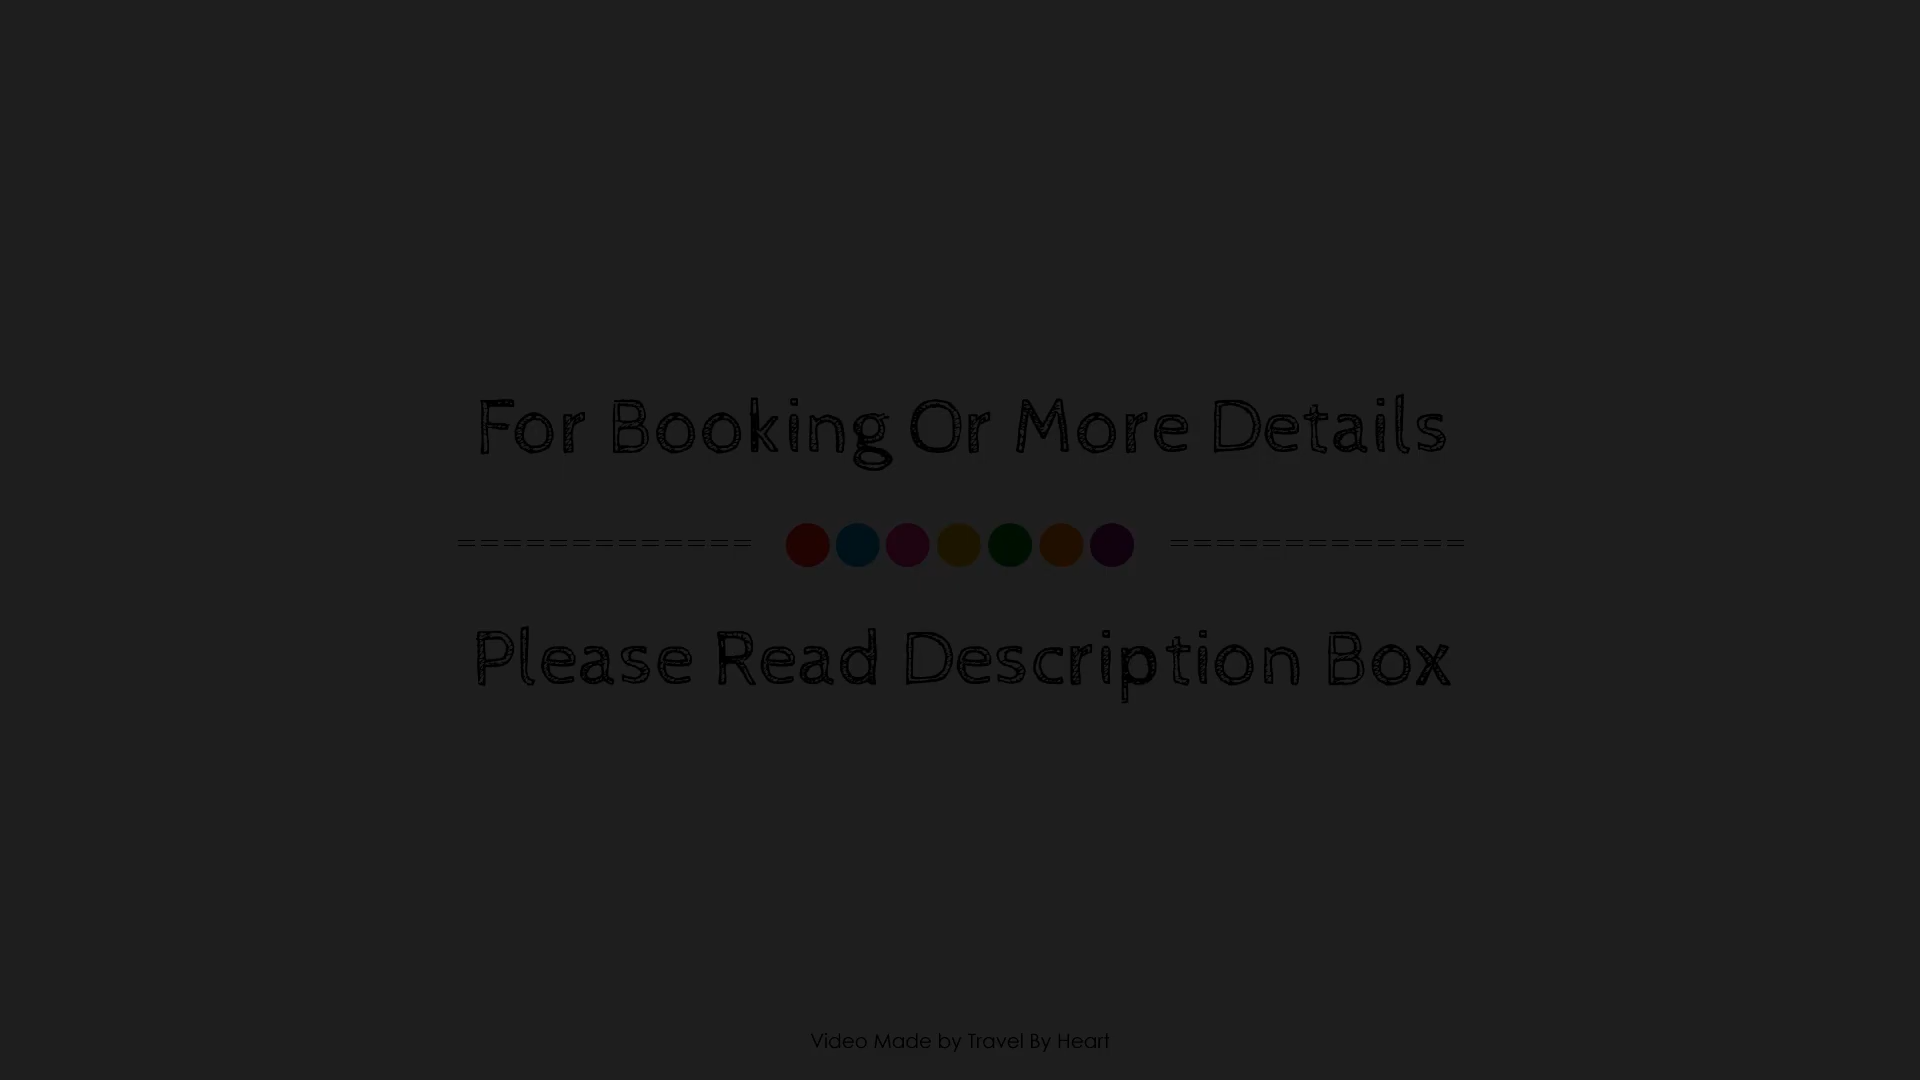 For Booking Or More Details
============= =============
Please Read Description Box
Video Made by Travel By Heart